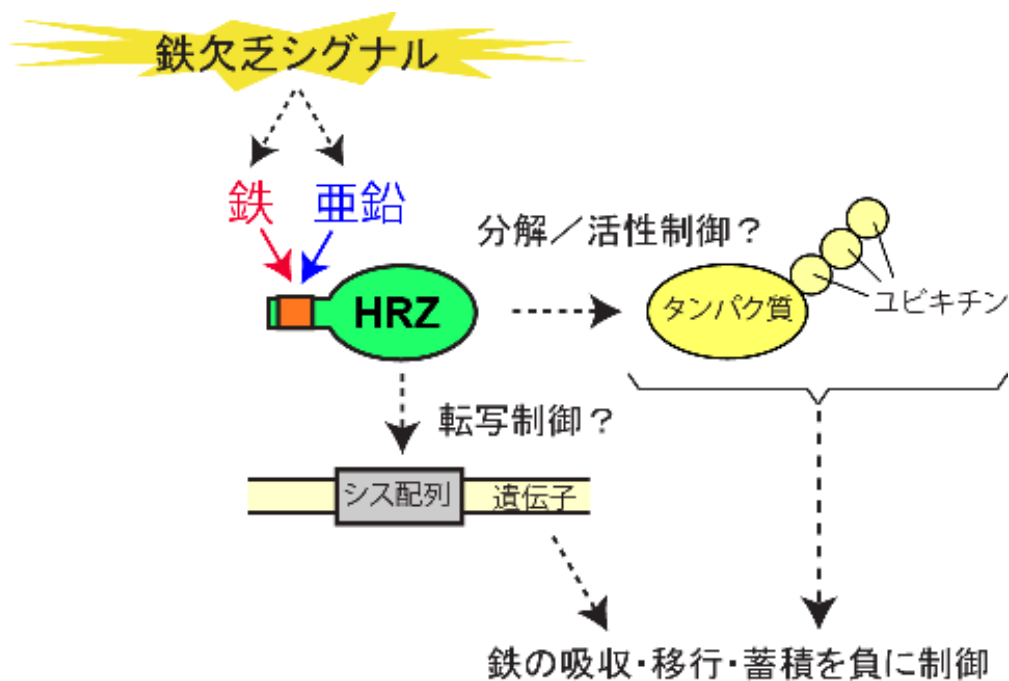 鉄欠乏シグナル
鉄 亜鉛
分解／活性制御？
HRZ
タンパク質
ユビキチン
転写制御？
シス配列 遺伝子
鉄の吸収・移行・蓄積を負に制御